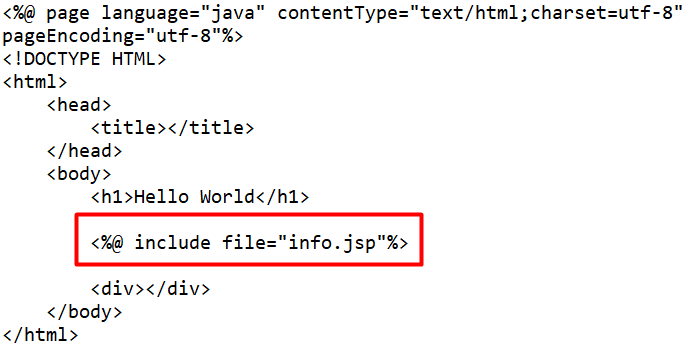 <%@ page language="java" contentType="text/html;charset=utf-8"
pageEncoding="utf-8"%>
<!DOCTYPE HTML>
<html>
    <head>
        <title></title>
    </head>
    <body>
        <h1>Hello World</h1>
        <%@ include file="info.jsp"%>
        <div></div>
    </body>
</html>